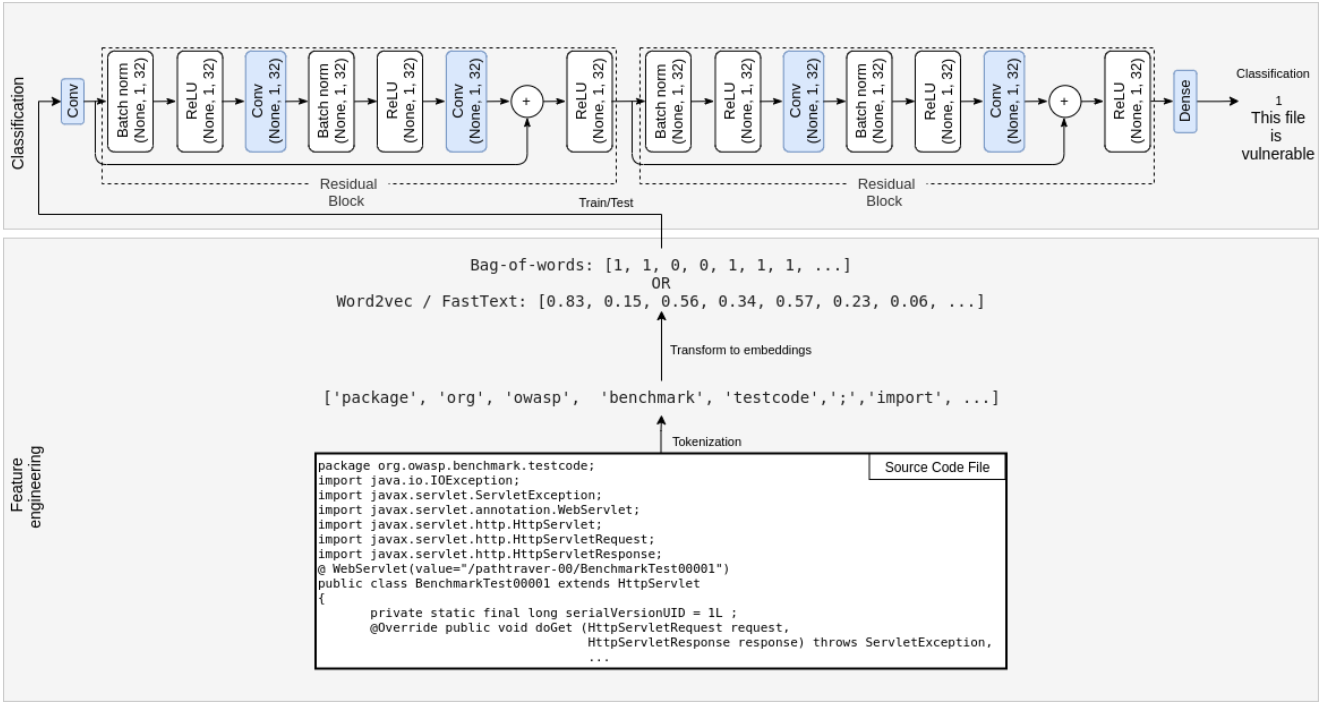 Classification
Conv
Batch norm
(None, 1, 32)
ReLU
(None, 1, 32)
Conv
(None, 1, 32)
Batch norm
(None, 1, 32)
ReLU
(None, 1, 32)
Conv
(None, 1, 32)
+
ReLU
(None, 1, 32)
Residual
Block
Batch norm
(None, 1, 32)
ReLU
(None, 1, 32)
Conv
(None, 1, 32)
Batch norm
(None, 1, 32)
ReLU
(None, 1, 32)
Conv
(None, 1, 32)
+
ReLU
(None, 1, 32)
Residual
Block
Dense
Classification
1
This file
is
vulnerable
Train/Test
Feature
engineering
Bag-of-words: [1, 1, 0, 0, 1, 1, 1, ...]
OR
Word2vec / FastText: [0.83, 0.15, 0.56, 0.34, 0.57, 0.23, 0.06, ...]
Transform to embeddings
['package', 'org', 'owasp',  'benchmark', 'testcode',';','import', ...]
Tokenization
Source Code File
package org.owasp.benchmark.testcode;
import java.io.IOException;
import javax.servlet.ServletException;
import javax.servlet.annotation.WebServlet;
import javax.servlet.http.HttpServlet;
import javax.servlet.http.HttpServletRequest;
import javax.servlet.http.HttpServletResponse;
@ WebServlet(value="/pathtraver-00/BenchmarkTest00001")
public class BenchmarkTest00001 extends HttpServlet
{
private static final long serialVersionUID = 1L ;
@Override public void doGet (HttpServletRequest request,
HttpServletResponse response) throws ServletException,
...